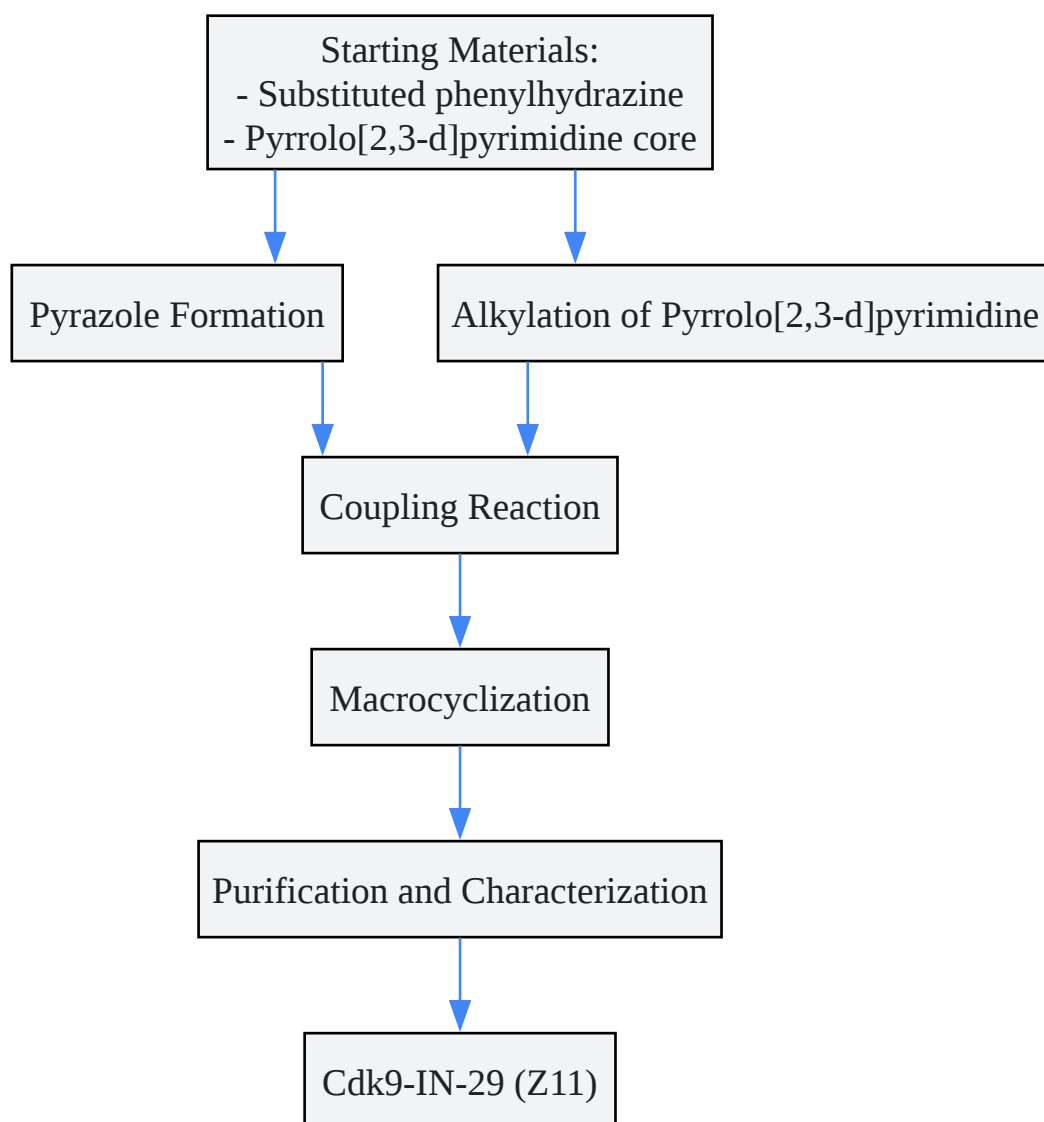 Starting Materials:
- Substituted phenylhydrazine
- Pyrrolo[2,3-d]pyrimidine core
Pyrazole Formation
Alkylation of Pyrrolo[2,3-d]pyrimidine
Coupling Reaction
Macrocyclization
Purification and Characterization
Cdk9-IN-29 (Z11)